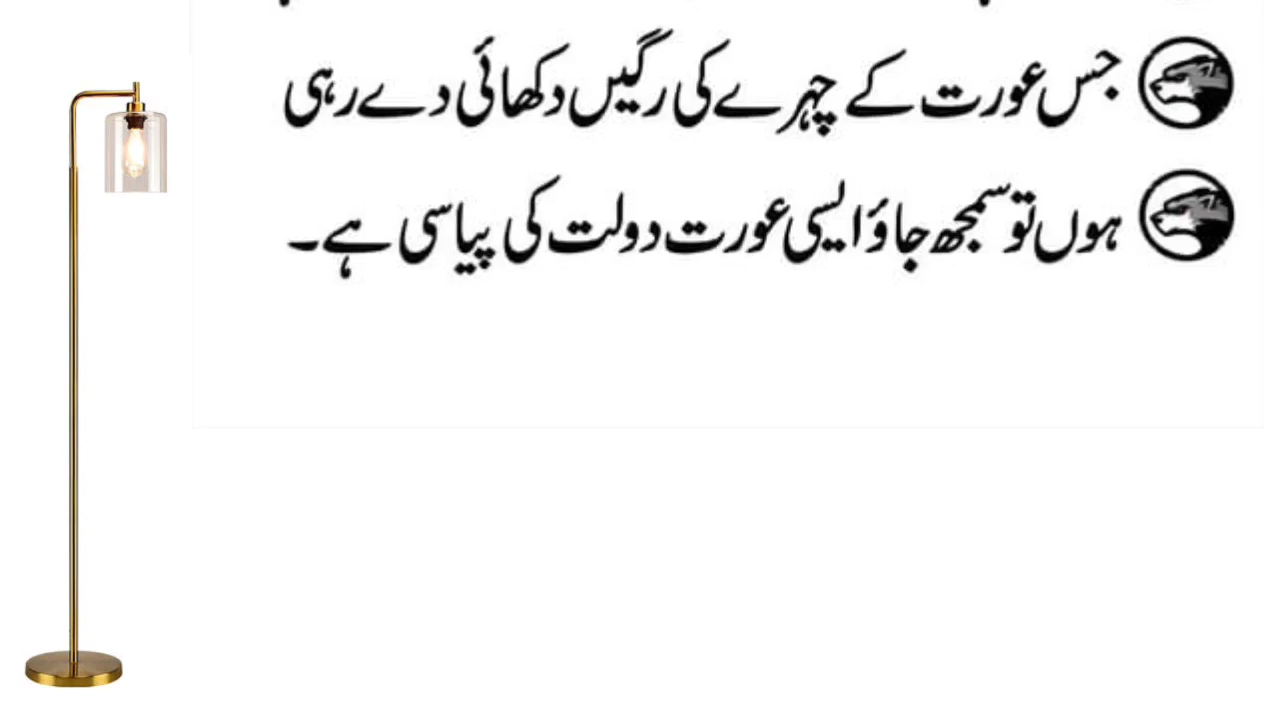 جس عورت کے چہرے کی رگیں دکھائی دے رہی
ہوں تو سمجھ جاؤ ایسی عورت دولت کی پیاسی ہے۔